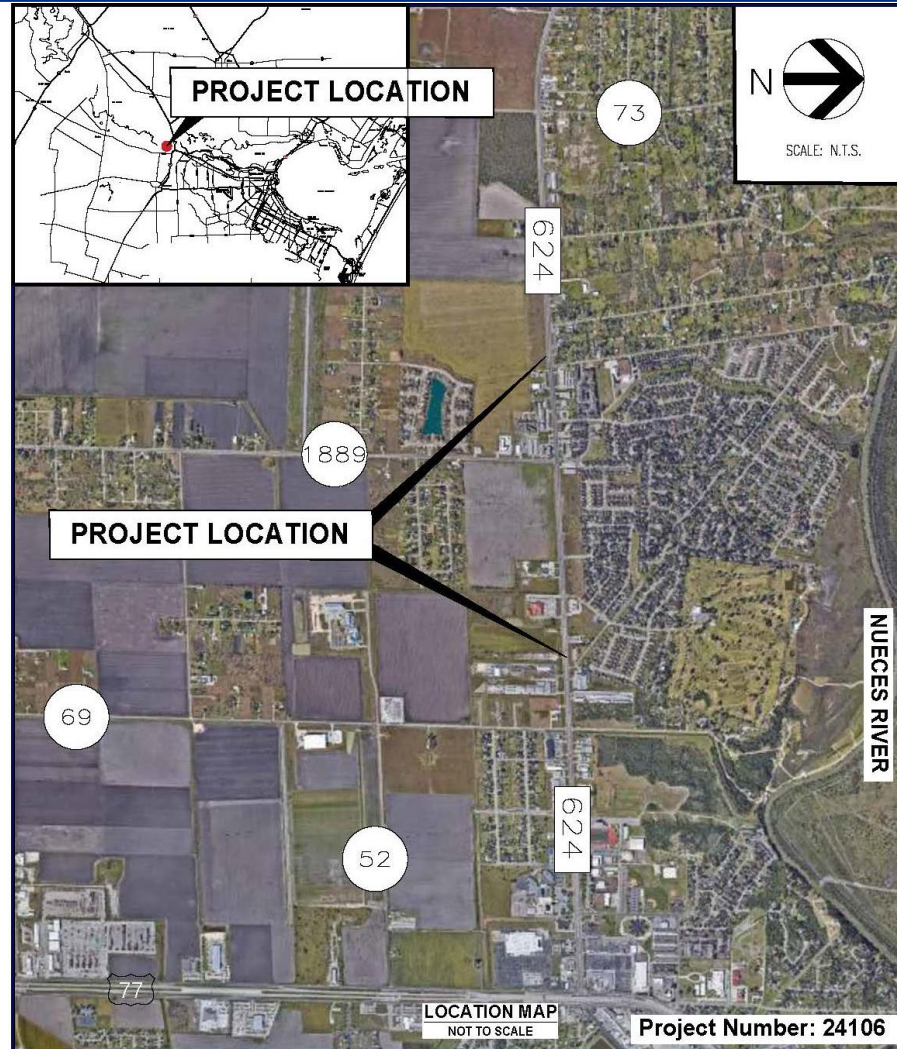 PROJECT LOCATION
N
SCALE: N.T.S.
73
624
1889
PROJECT LOCATION
NUECES RIVER
69
624
52
77
LOCATION MAP
NOT TO SCALE
Project Number: 24106